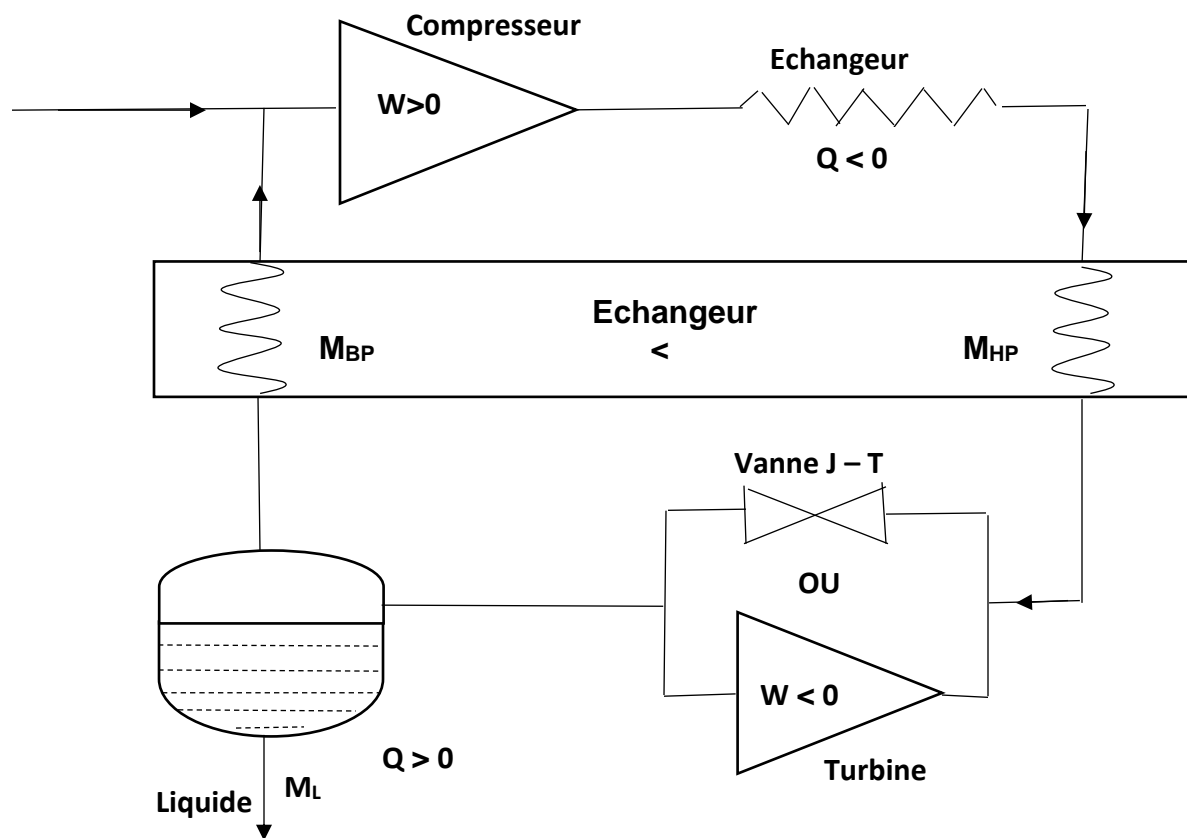 Compresseur
W>0
Echangeur
Q < 0
Echangeur
<
MBP
MHP
Vanne J – T
OU
W < 0
Turbine
Q > 0
ML
Liquide